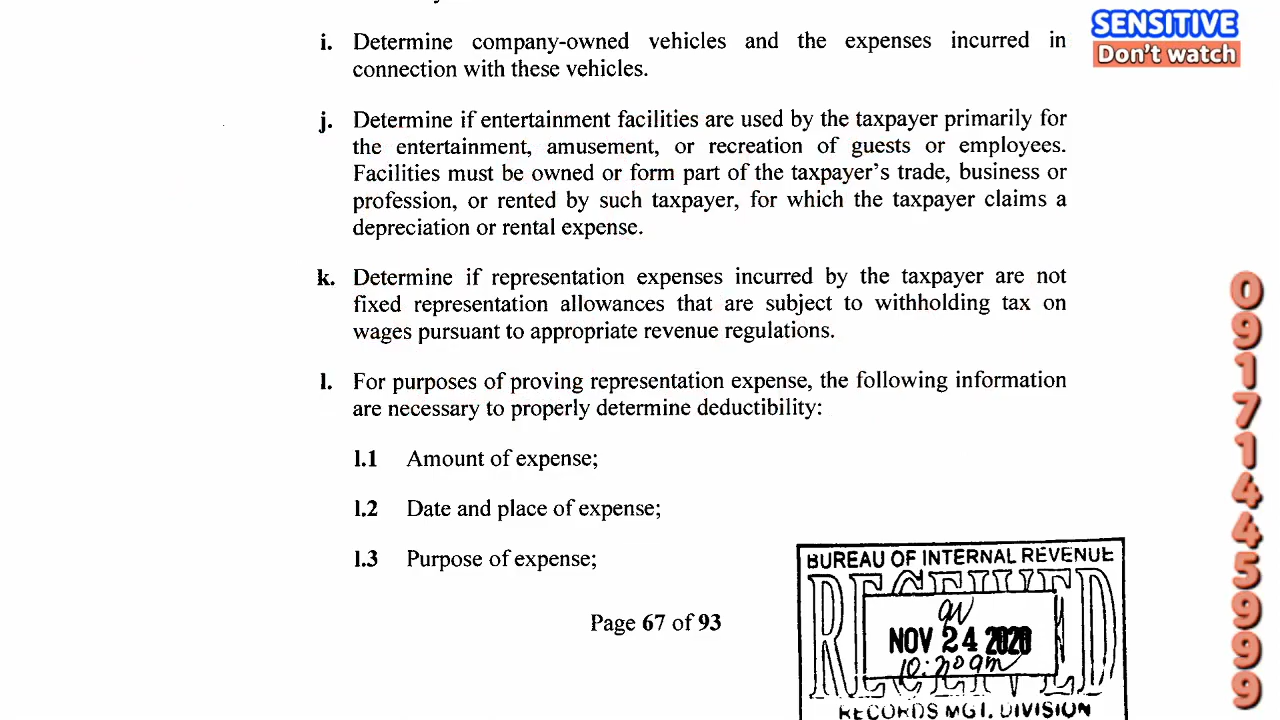 SENSITIVE
Don't watch
i. Determine company-owned vehicles and the expenses incurred in
connection with these vehicles.
j. Determine if entertainment facilities are used by the taxpayer primarily for
the entertainment, amusement, or recreation of guests or employees.
Facilities must be owned or form part of the taxpayer's trade, business or
profession, or rented by such taxpayer, for which the taxpayer claims a
depreciation or rental expense.
k. Determine if representation expenses incurred by the taxpayer are not
fixed representation allowances that are subject to withholding tax on
wages pursuant to appropriate revenue regulations.
l. For purposes of proving representation expense, the following information
are necessary to properly determine deductibility:
l.1 Amount of expense;
l.2 Date and place of expense;
l.3 Purpose of expense;
Page 67 of 93
BUREAU OF INTERNAL REVENUE
RECEIVED
NOV 24 2020
RECORDS MGT. DIVISION
09171445999